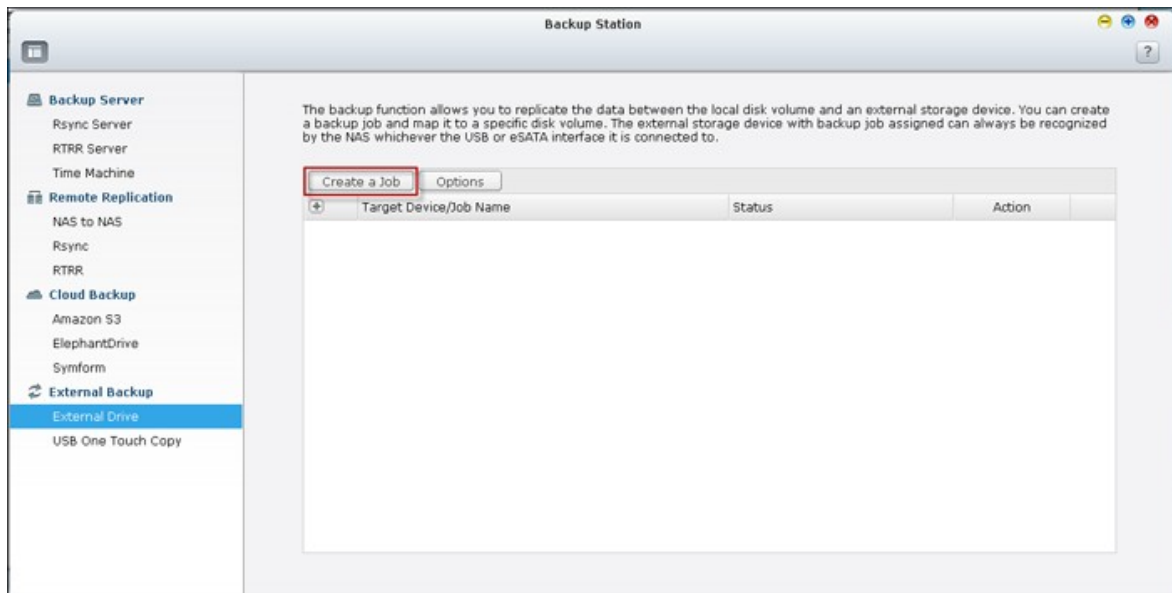 Backup Station
?
Backup Server
Rsync Server
RTRR Server
Time Machine
Remote Replication
NAS to NAS
Rsync
RTRR
Cloud Backup
Amazon S3
ElephantDrive
Symform
External Backup
External Drive
USB One Touch Copy
The backup function allows you to replicate the data between the local disk volume and an external storage device. You can create
a backup job and map it to a specific disk volume. The external storage device with backup job assigned can always be recognized
by the NAS whichever the USB or eSATA interface it is connected to.
Create a Job Options
Target Device/Job Name Status Action